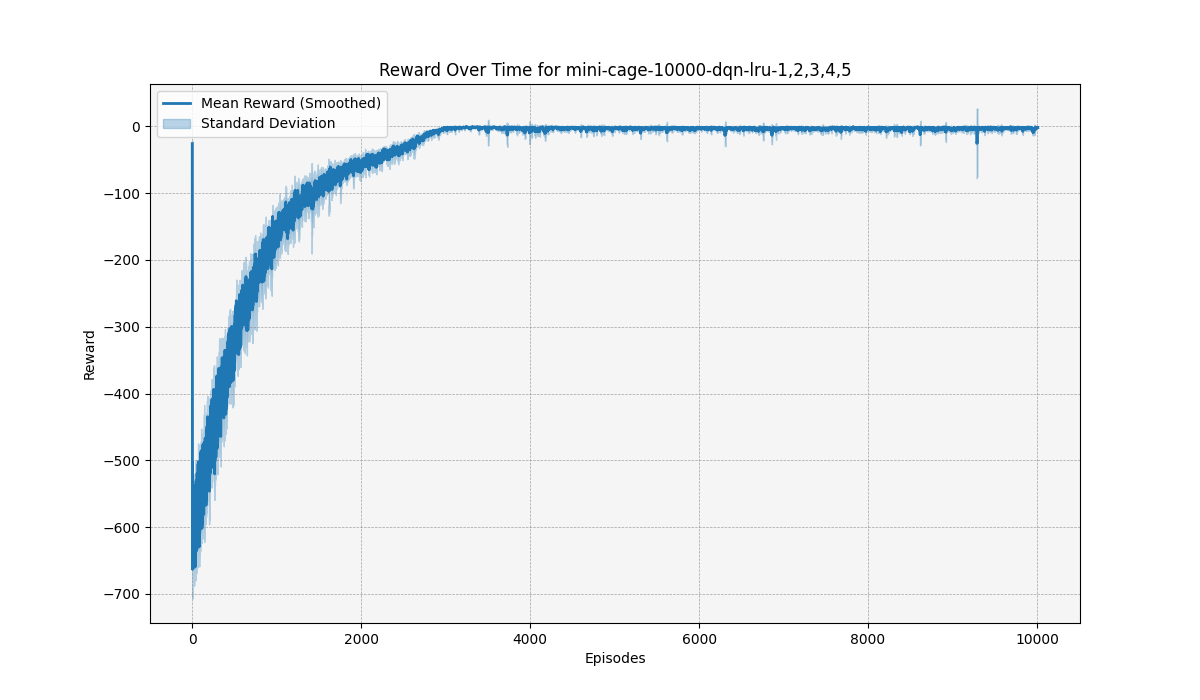 Reward Over Time for mini-cage-10000-dqn-lru-1,2,3,4,5
Mean Reward (Smoothed)
Standard Deviation
0
−100
−200
−300
−400
−500
−600
−700
Reward
0 2000 4000 6000 8000 10000
Episodes